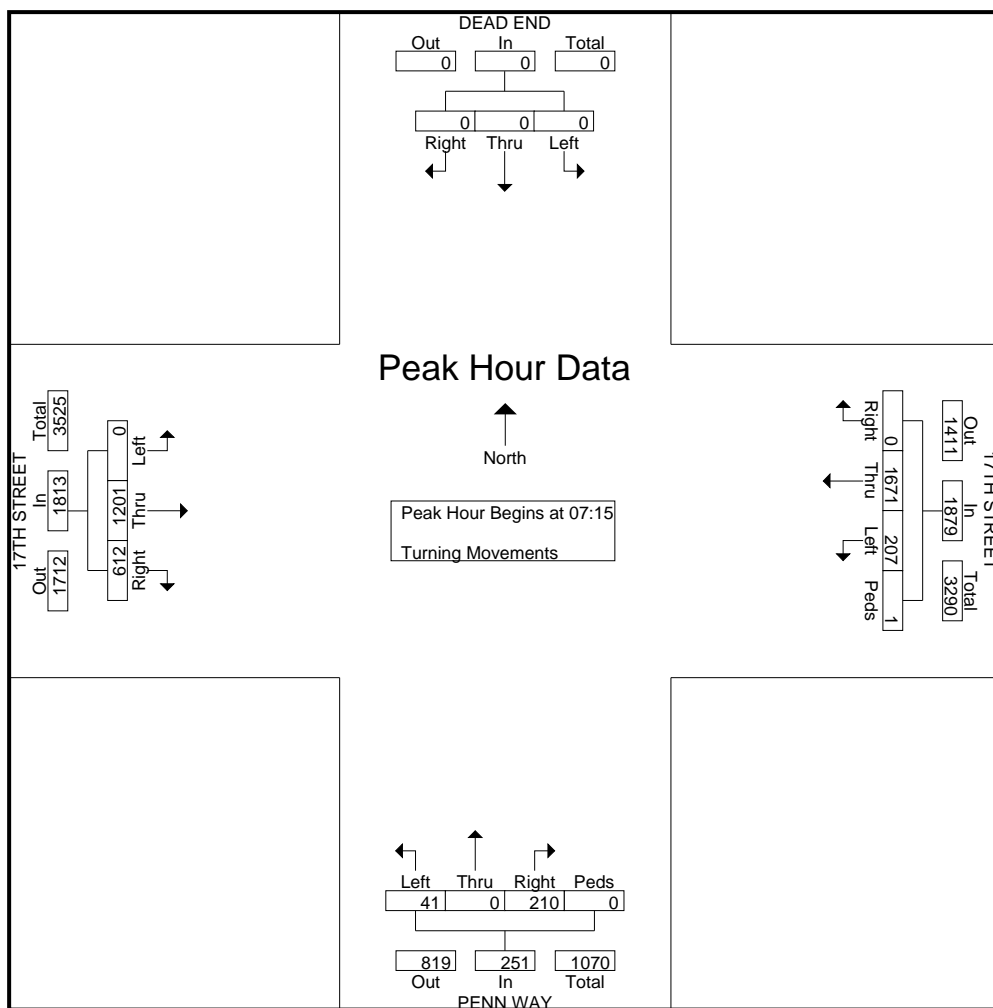 DEAD END
Out In Total
0 0 0
0 0 0
Right Thru Left
Peak Hour Data
North
Peak Hour Begins at 07:15
Turning Movements
17TH STREET
Total In Out
3525 1813 1712
0 1201 612
Left Thru Right
Right Thru Left Peds
0 1671 207 1
1411 1879 3290
Out In Total
17TH STREET
Left Thru Right Peds
41 0 210 0
819 251 1070
Out In Total
PENN WAY